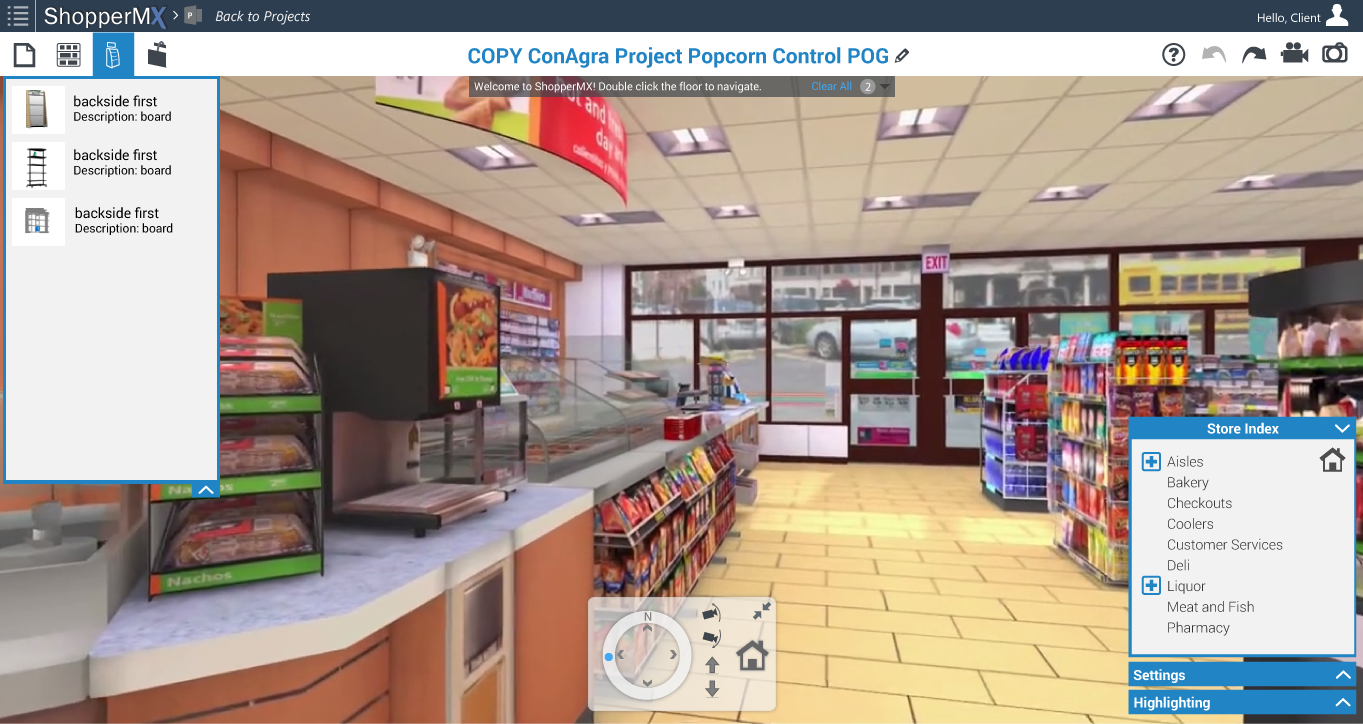 ShopperMX
P
Back to Projects
Hello, Client
COPY ConAgra Project Popcorn Control POG
Welcome to ShopperMX! Double click the floor to navigate.
Clear All
2
backside first
Description: board
backside first
Description: board
backside first
Description: board
day
EXIT
Nachos
Store Index
Aisles
Bakery
Checkouts
Coolers
Customer Services
Deli
Liquor
Meat and Fish
Pharmacy
Settings
Highlighting
N